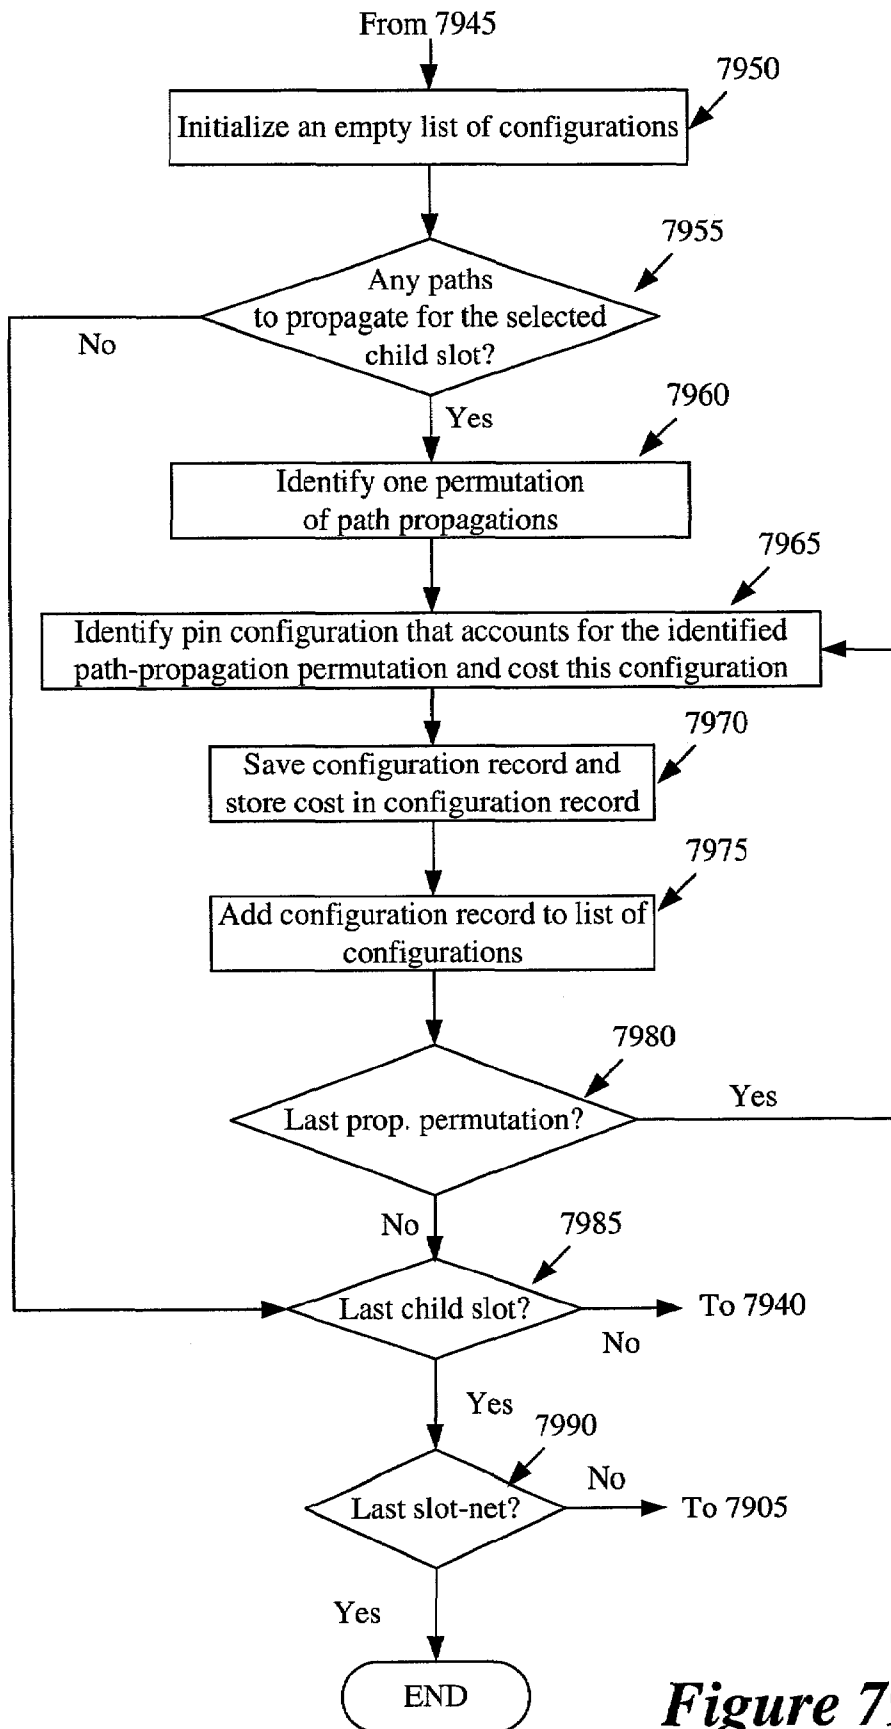 From 7945
7950
Initialize an empty list of configurations
7955
Any paths
to propagate for the selected
child slot?
No
Yes
7960
Identify one permutation
of path propagations
7965
Identify pin configuration that accounts for the identified
path-propagation permutation and cost this configuration
7970
Save configuration record and
store cost in configuration record
7975
Add configuration record to list of
configurations
7980
Last prop. permutation?
Yes
No
7985
Last child slot?
To 7940
No
Yes
7990
Last slot-net?
No
To 7905
Yes
END
Figure 7